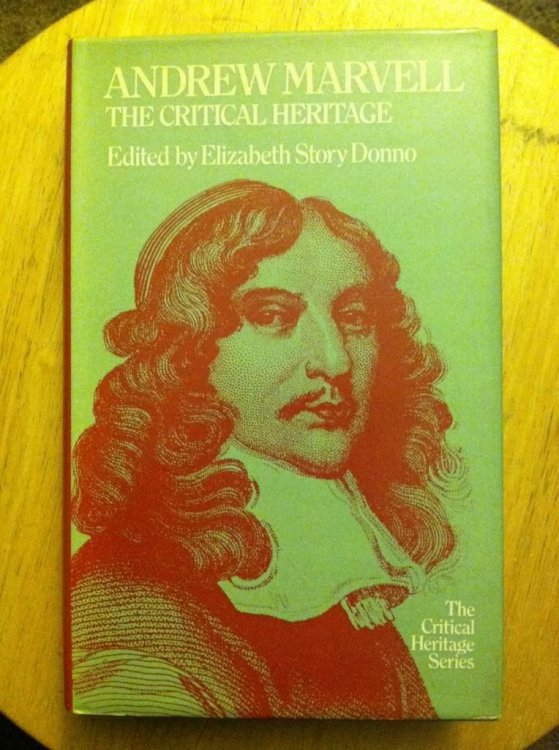 ANDREW MARVELL
THE CRITICAL HERITAGE
Edited by Elizabeth Story Donno
The
Critical
Heritage
Series